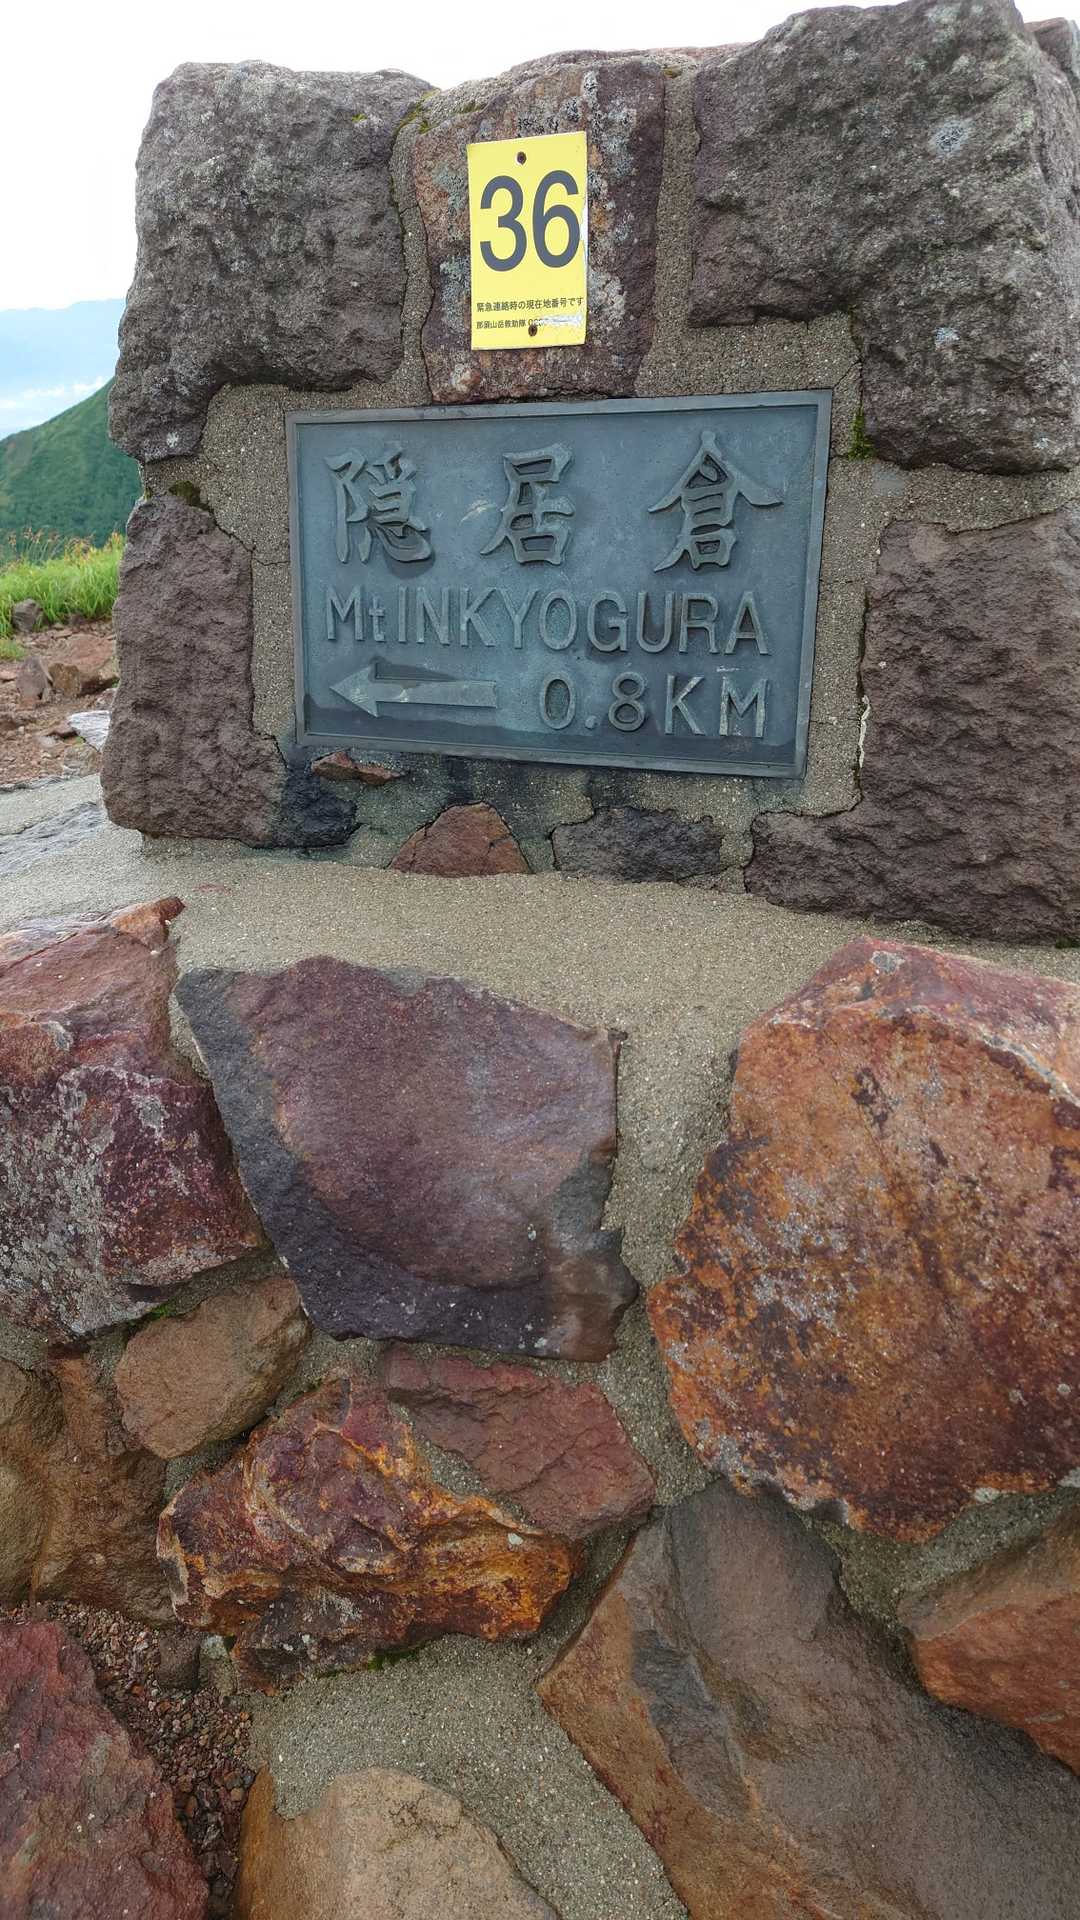 36
緊急連絡時の現在地番号です
那須山岳救助隊
隠居倉
Mt INKYOGURA
← 0.8KM